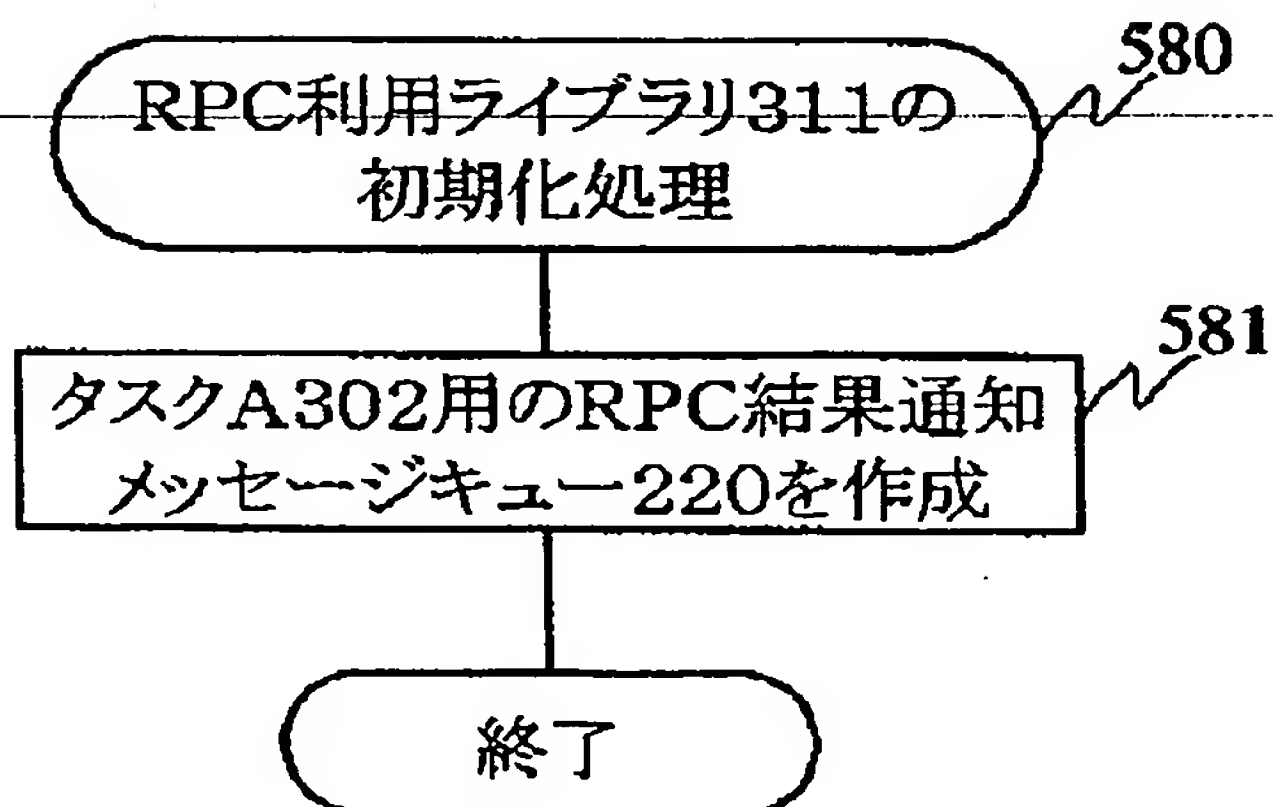 580
RPC利用ライブラリ311の
初期化処理
581
タスクA302用のRPC結果通知
メッセージキュー220を作成
終了